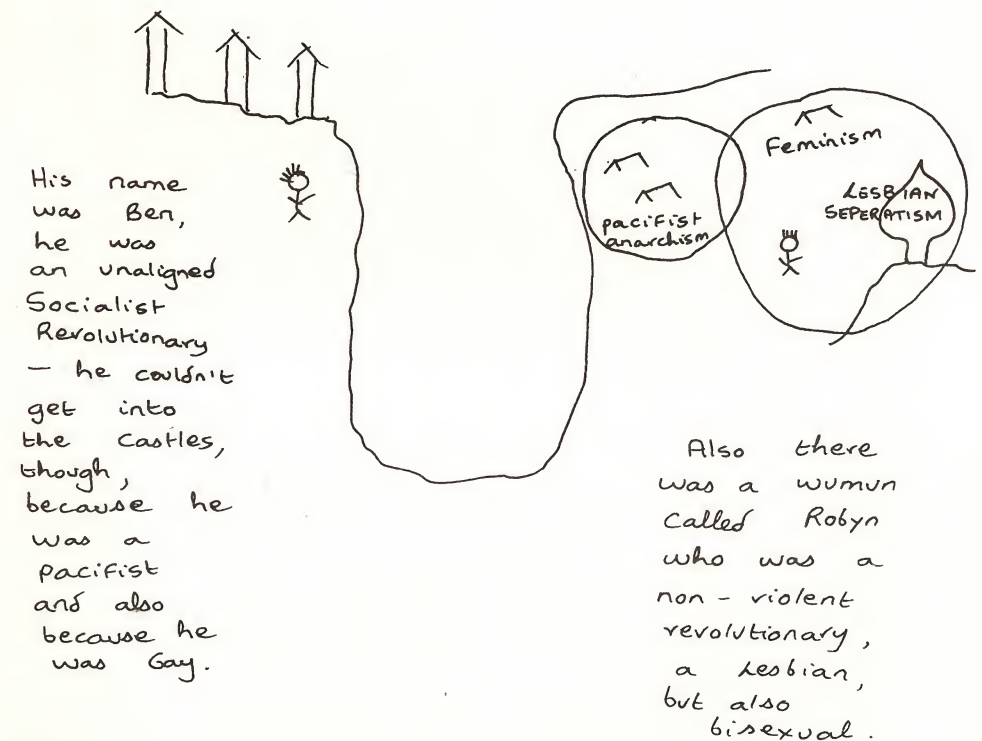 Feminism
LESBIAN
SEPERATISM
pacifist
anarchism
His name
was Ben,
he was
an unaligned
Socialist
Revolutionary
— he couldn't
get into
the Castles,
though,
because he
was a
pacifist
and also
because he
was Gay.
Also there
was a wumun
called Robyn
who was a
non-violent
revolutionary,
a Lesbian,
but also
bisexual.